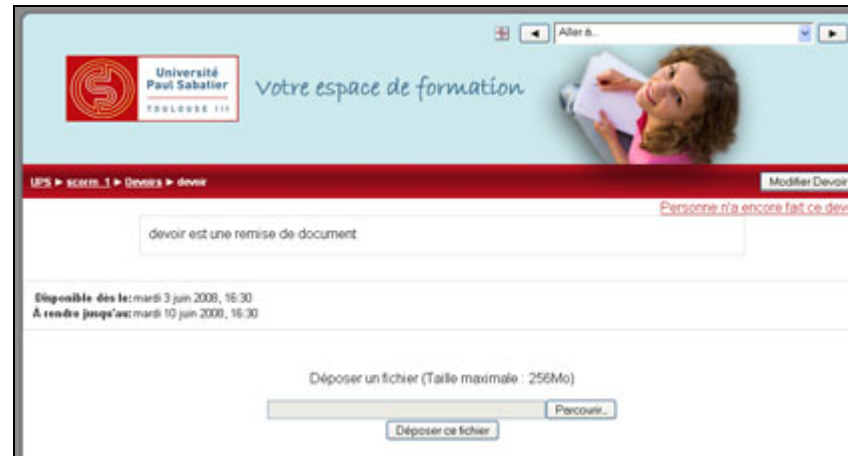 Aller à...
Université
Paul Sabatier
TOULOUSE III
Votre espace de formation
UPS ► scorm_1 ► Devoirs ► devoir
Modifier Devoir
Personne n'a encore fait ce devo
devoir est une remise de document
Disponible dès le: mardi 3 juin 2008, 16:30
À rendre jusqu'au: mardi 10 juin 2008, 16:30
Déposer un fichier (Taille maximale : 256Mo)
Parcourir...
Déposer ce fichier